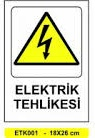 ELEKTRİK
TEHLİKESİ
ETK001 - 18X26 cm